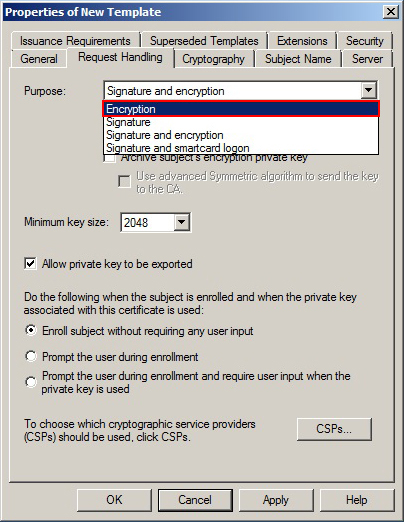 Properties of New Template
Issuance Requirements Superseded Templates Extensions Security
General Request Handling Cryptography Subject Name Server
Purpose: Signature and encryption
Encryption
Signature
Signature and encryption
Signature and smartcard logon
Archive subject's encryption private key
Use advanced Symmetric algorithm to send the key
to the CA.
Minimum key size: 2048
Allow private key to be exported
Do the following when the subject is enrolled and when the private key
associated with this certificate is used:
Enroll subject without requiring any user input
Prompt the user during enrollment
Prompt the user during enrollment and require user input when the
private key is used
To choose which cryptographic service providers
(CSPs) should be used, click CSPs.
CSPs...
OK Cancel Apply Help